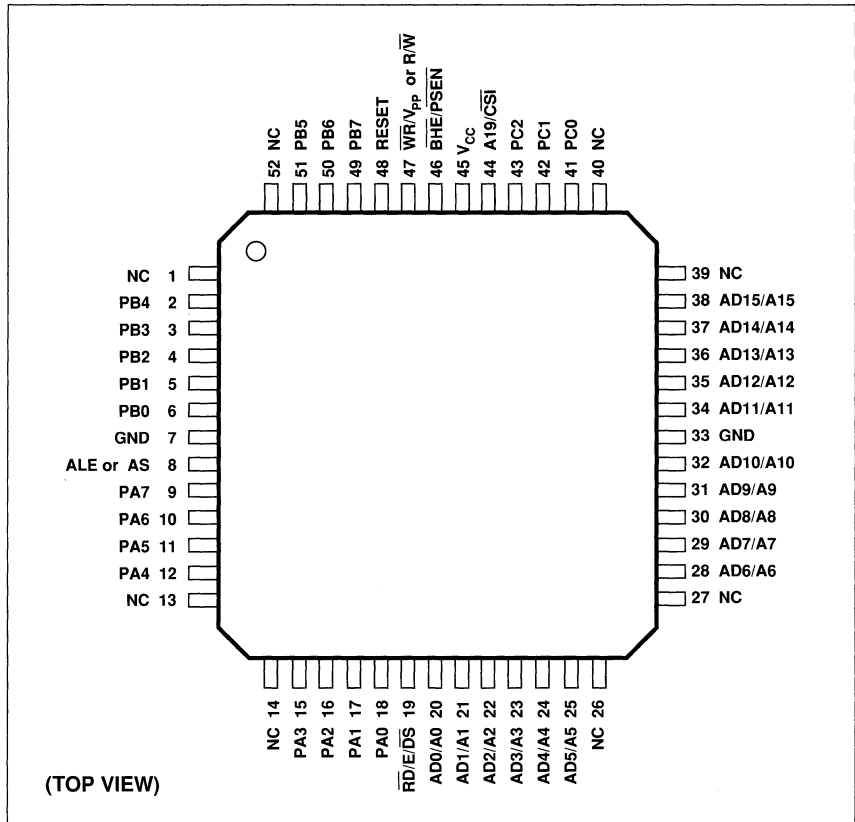 52 NC
51 PB5
50 PB6
49 PB7
48 RESET
47 W̅R̅/VPP or R/W̅
46 B̅H̅E̅/P̅S̅E̅N̅
45 VCC
44 A19/C̅S̅I̅
43 PC2
42 PC1
41 PC0
40 NC
NC 1
PB4 2
PB3 3
PB2 4
PB1 5
PB0 6
GND 7
ALE or AS 8
PA7 9
PA6 10
PA5 11
PA4 12
NC 13
39 NC
38 AD15/A15
37 AD14/A14
36 AD13/A13
35 AD12/A12
34 AD11/A11
33 GND
32 AD10/A10
31 AD9/A9
30 AD8/A8
29 AD7/A7
28 AD6/A6
27 NC
NC 14
PA3 15
PA2 16
PA1 17
PA0 18
R̅D̅/E/D̅S̅ 19
AD0/A0 20
AD1/A1 21
AD2/A2 22
AD3/A3 23
AD4/A4 24
AD5/A5 25
NC 26
(TOP VIEW)